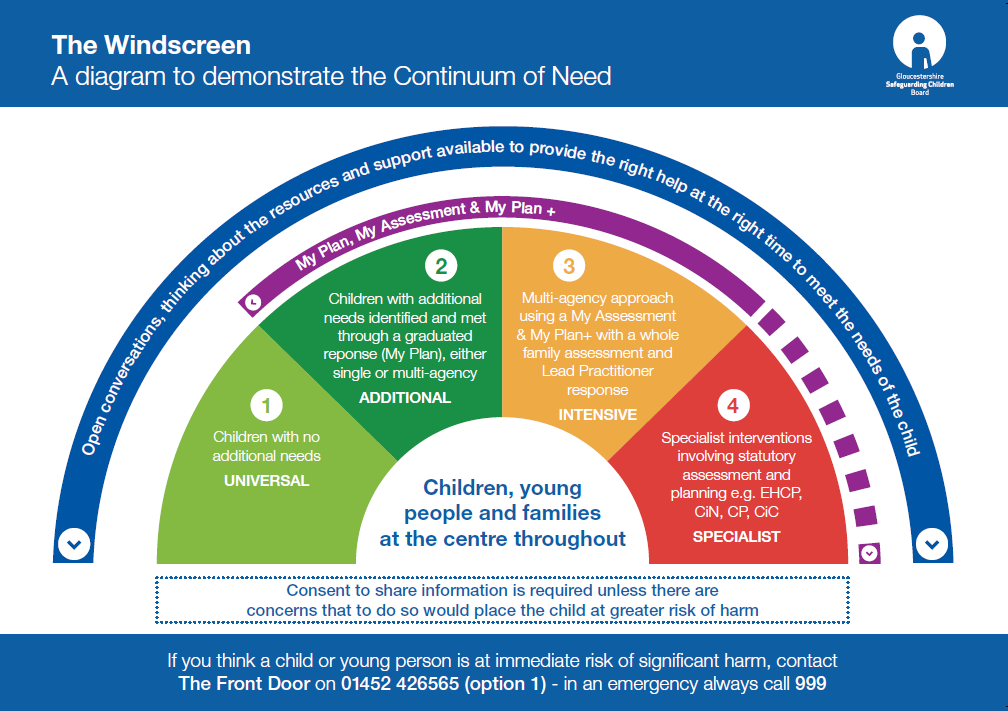 The Windscreen
A diagram to demonstrate the Continuum of Need
Gloucestershire
Safeguarding Children
Board
Open conversations, thinking about the resources and support available to provide the right help at the right time to meet the needs of the child
My Plan, My Assessment & My Plan +
1
Children with no
additional needs
UNIVERSAL
2
Children with additional
needs identified and met
through a graduated
reponse (My Plan), either
single or multi-agency
ADDITIONAL
3
Multi-agency approach
using a My Assessment
& My Plan+ with a whole
family assessment and
Lead Practitioner
response
INTENSIVE
4
Specialist interventions
involving statutory
assessment and
planning e.g. EHCP,
CiN, CP, CiC
SPECIALIST
Children, young
people and families
at the centre throughout
Consent to share information is required unless there are
concerns that to do so would place the child at greater risk of harm
If you think a child or young person is at immediate risk of significant harm, contact
The Front Door on 01452 426565 (option 1) - in an emergency always call 999